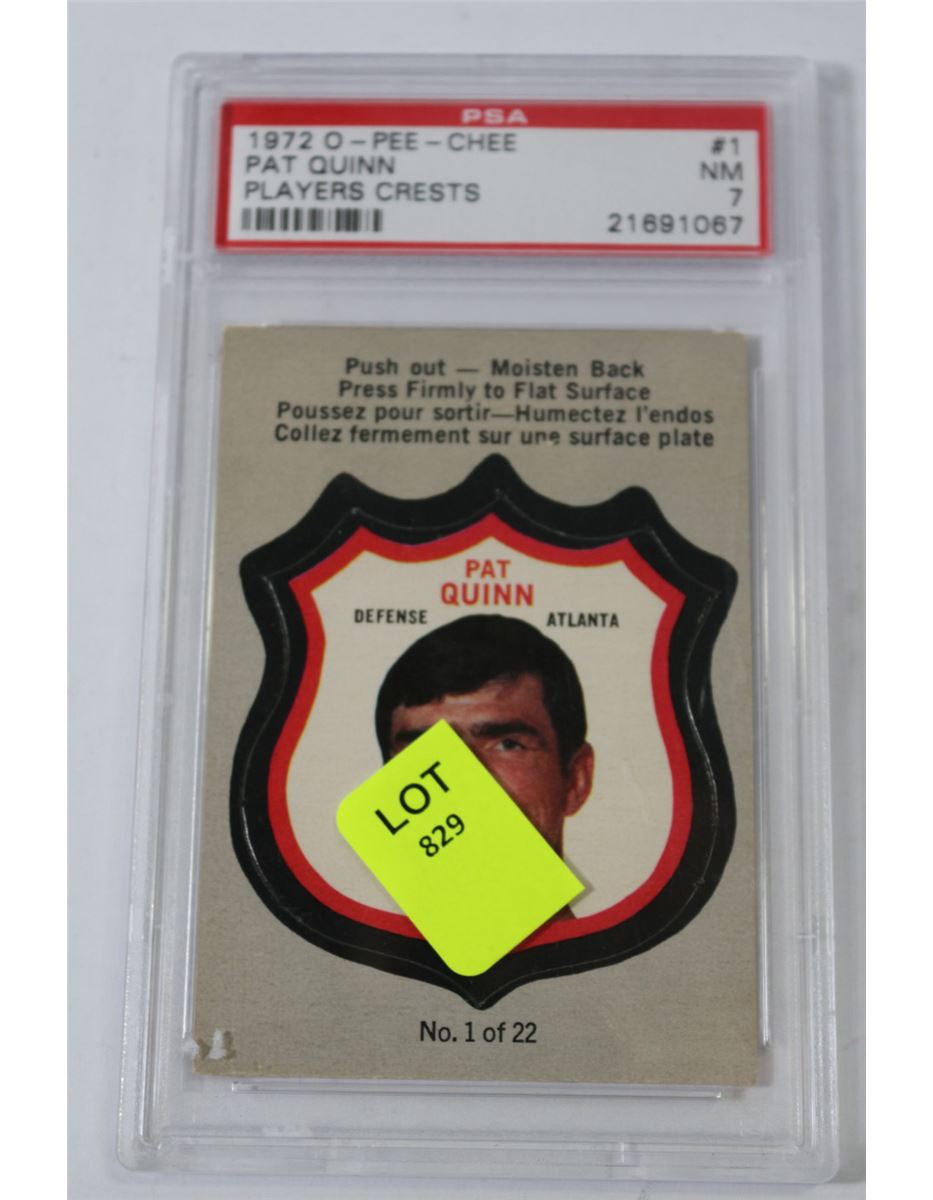 PSA
1972 O-PEE-CHEE #1
PAT QUINN NM
PLAYERS CRESTS 7
21691067
Push out — Moisten Back
Press Firmly to Flat Surface
Poussez pour sortir—Humectez l'endos
Collez fermement sur une surface plate
PAT
QUINN
DEFENSE ATLANTA
LOT
829
No. 1 of 22